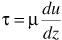 τ = μ du/dz